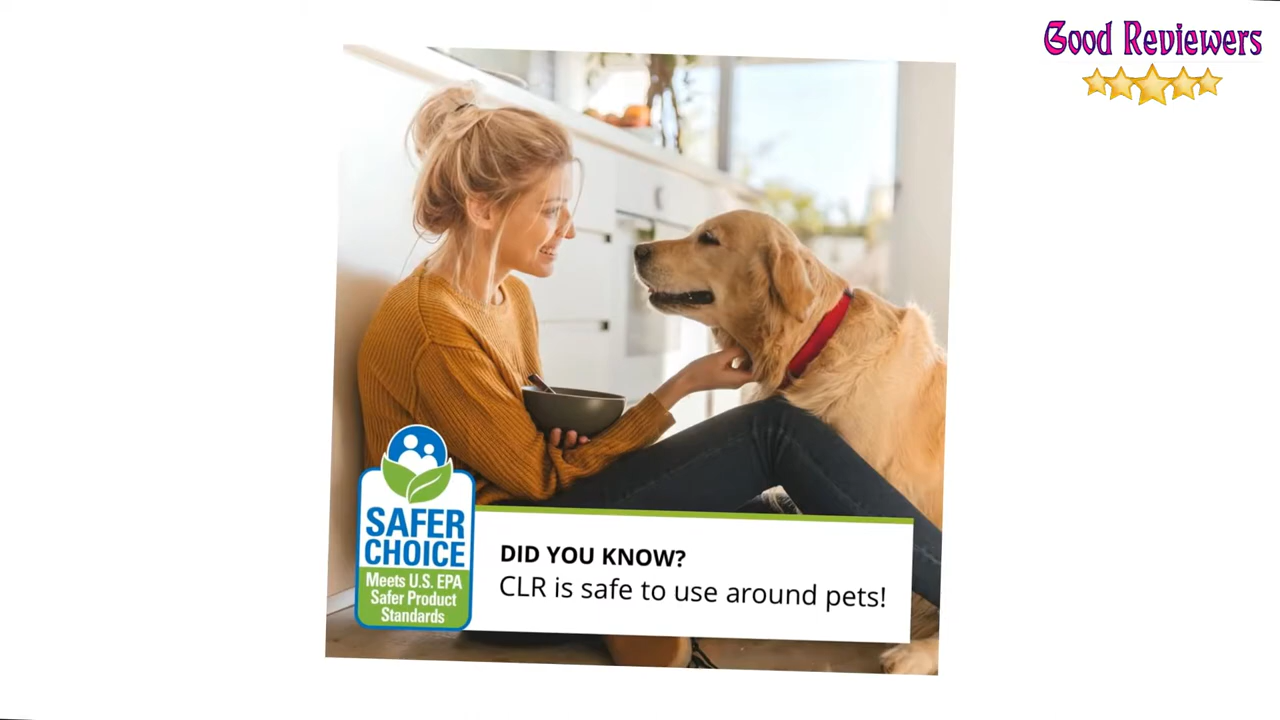 Good Reviewers
SAFER
CHOICE
Meets U.S. EPA
Safer Product
Standards
DID YOU KNOW?
CLR is safe to use around pets!